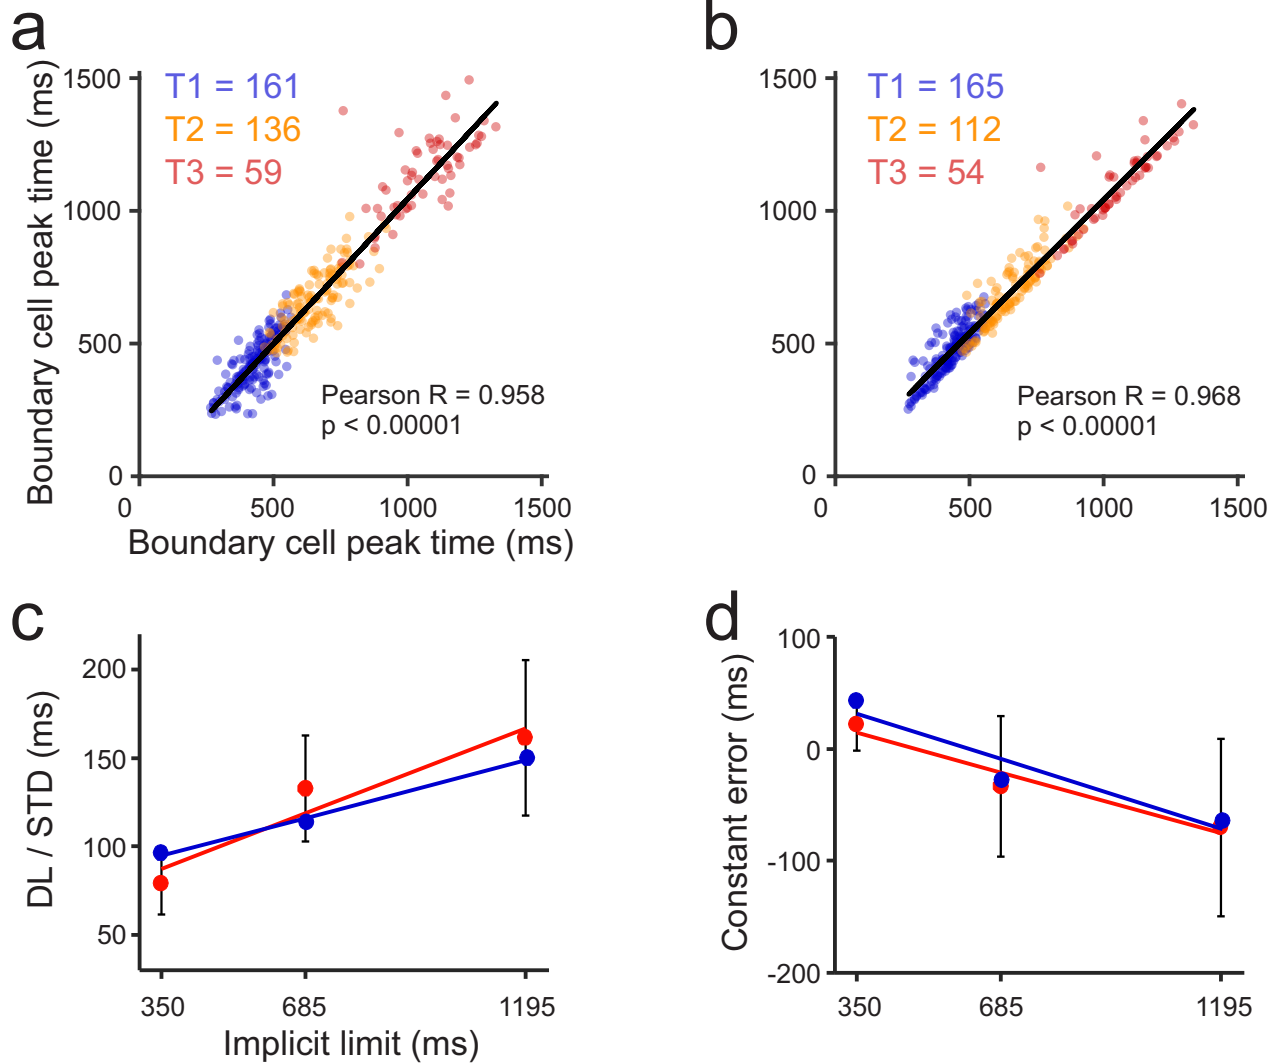 a
Boundary cell peak time (ms)
1500
1000
500
0
T1 = 161
T2 = 136
T3 = 59
Pearson R = 0.958
p < 0.00001
0 500 1000 1500
Boundary cell peak time (ms)
b
1500
1000
500
0
T1 = 165
T2 = 112
T3 = 54
Pearson R = 0.968
p < 0.00001
0 500 1000 1500
c
DL / STD (ms)
200
150
100
50
350 685 1195
Implicit limit (ms)
d
Constant error (ms)
100
0
-100
-200
350 685 1195